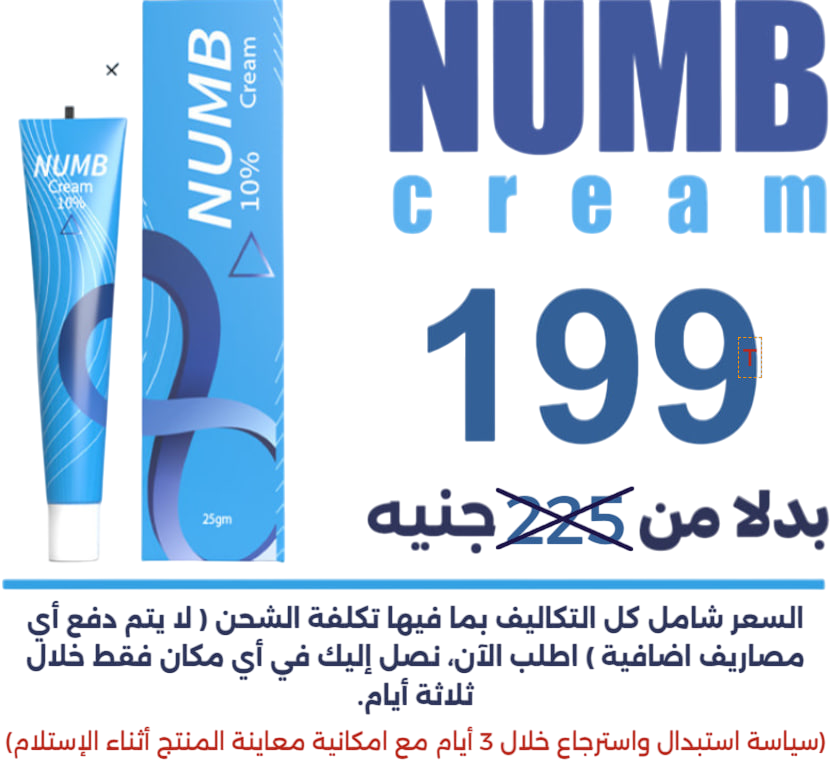 NUMB
Cream
10%
NUMB
Cream
10%
25gm
NUMB
cream
199
T
بدلا من 225 جنيه
السعر شامل كل التكاليف بما فيها تكلفة الشحن ( لا يتم دفع أي
مصاريف اضافية ) اطلب الآن، نصل إليك في أي مكان فقط خلال
ثلاثة أيام.
(سياسة استبدال واسترجاع خلال 3 أيام مع امكانية معاينة المنتج أثناء الإستلام)